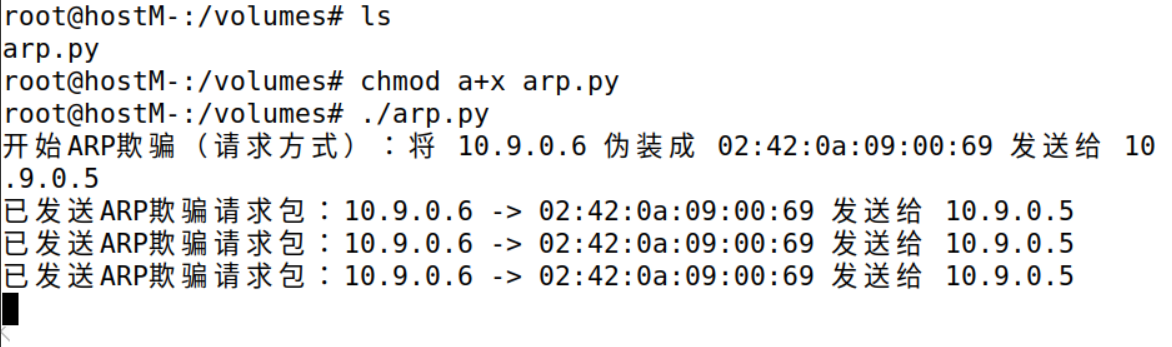 root@hostM-:/volumes# ls
arp.py
root@hostM-:/volumes# chmod a+x arp.py
root@hostM-:/volumes# ./arp.py
开始ARP欺骗（请求方式）：将 10.9.0.6 伪装成 02:42:0a:09:00:69 发送给 10
.9.0.5
已发送ARP欺骗请求包：10.9.0.6 -> 02:42:0a:09:00:69 发送给 10.9.0.5
已发送ARP欺骗请求包：10.9.0.6 -> 02:42:0a:09:00:69 发送给 10.9.0.5
已发送ARP欺骗请求包：10.9.0.6 -> 02:42:0a:09:00:69 发送给 10.9.0.5